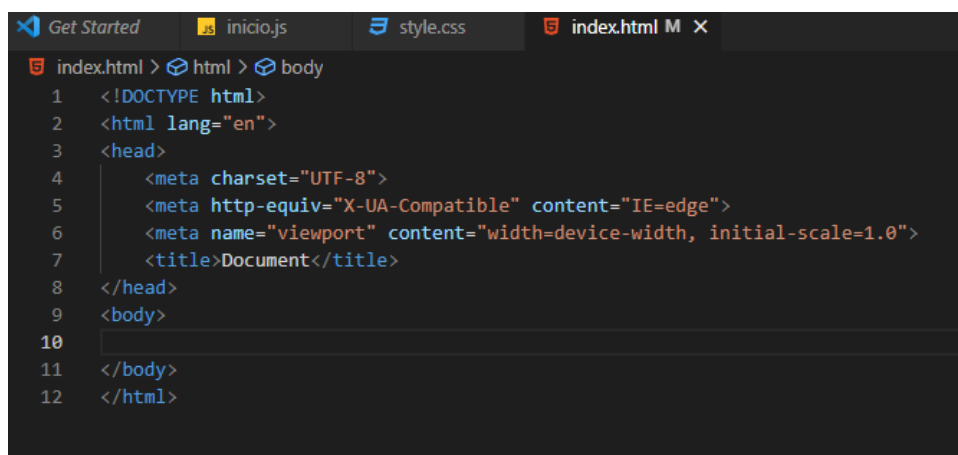 Get Started JS inicio.js style.css index.html M X
index.html > html > body
1 <!DOCTYPE html>
2 <html lang="en">
3 <head>
4     <meta charset="UTF-8">
5     <meta http-equiv="X-UA-Compatible" content="IE=edge">
6     <meta name="viewport" content="width=device-width, initial-scale=1.0">
7     <title>Document</title>
8 </head>
9 <body>
10
11 </body>
12 </html>